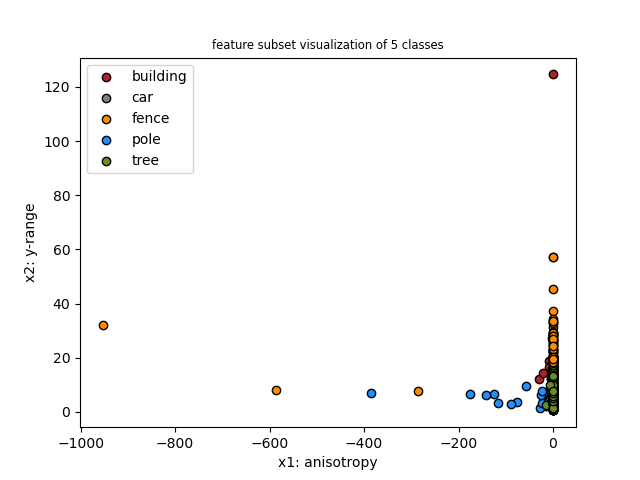 feature subset visualization of 5 classes
building
car
fence
pole
tree
120
100
80
60
40
20
0
x2: y-range
−1000 −800 −600 −400 −200 0
x1: anisotropy